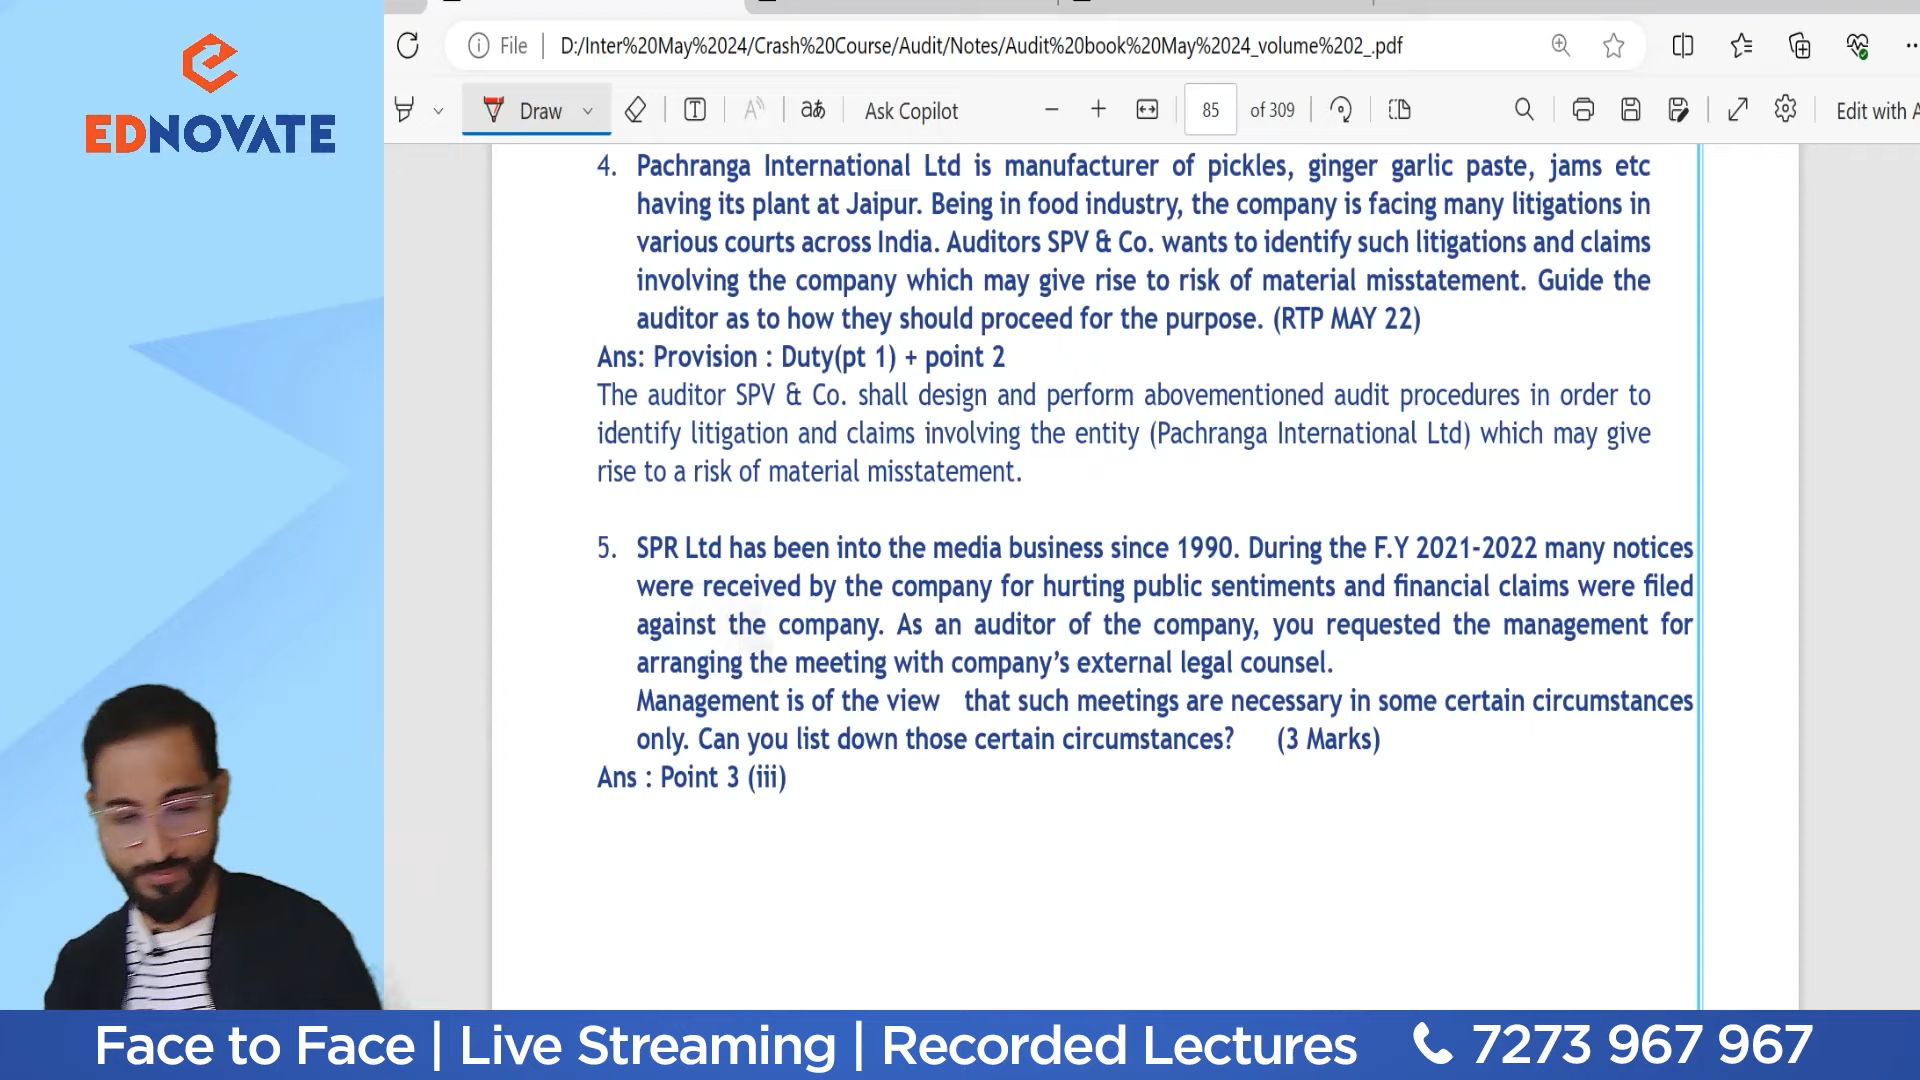 EDNOVATE
File
D:/Inter%20May%2024/Crash%20Course/Audit/Notes/Audit%20book%20May%2024_volume%202_.pdf
Draw
aあ
Ask Copilot
85 of 309
Edit with A
4. Pachranga International Ltd is manufacturer of pickles, ginger garlic paste, jams etc
having its plant at Jaipur. Being in food industry, the company is facing many litigations in
various courts across India. Auditors SPV & Co. wants to identify such litigations and claims
involving the company which may give rise to risk of material misstatement. Guide the
auditor as to how they should proceed for the purpose. (RTP MAY 22)
Ans: Provision : Duty(pt 1) + point 2
The auditor SPV & Co. shall design and perform abovementioned audit procedures in order to
identify litigation and claims involving the entity (Pachranga International Ltd) which may give
rise to a risk of material misstatement.
5. SPR Ltd has been into the media business since 1990. During the F.Y 2021-2022 many notices
were received by the company for hurting public sentiments and financial claims were filed
against the company. As an auditor of the company, you requested the management for
arranging the meeting with company's external legal counsel.
Management is of the view that such meetings are necessary in some certain circumstances
only. Can you list down those certain circumstances? (3 Marks)
Ans : Point 3 (iii)
Face to Face | Live Streaming | Recorded Lectures 7273 967 967